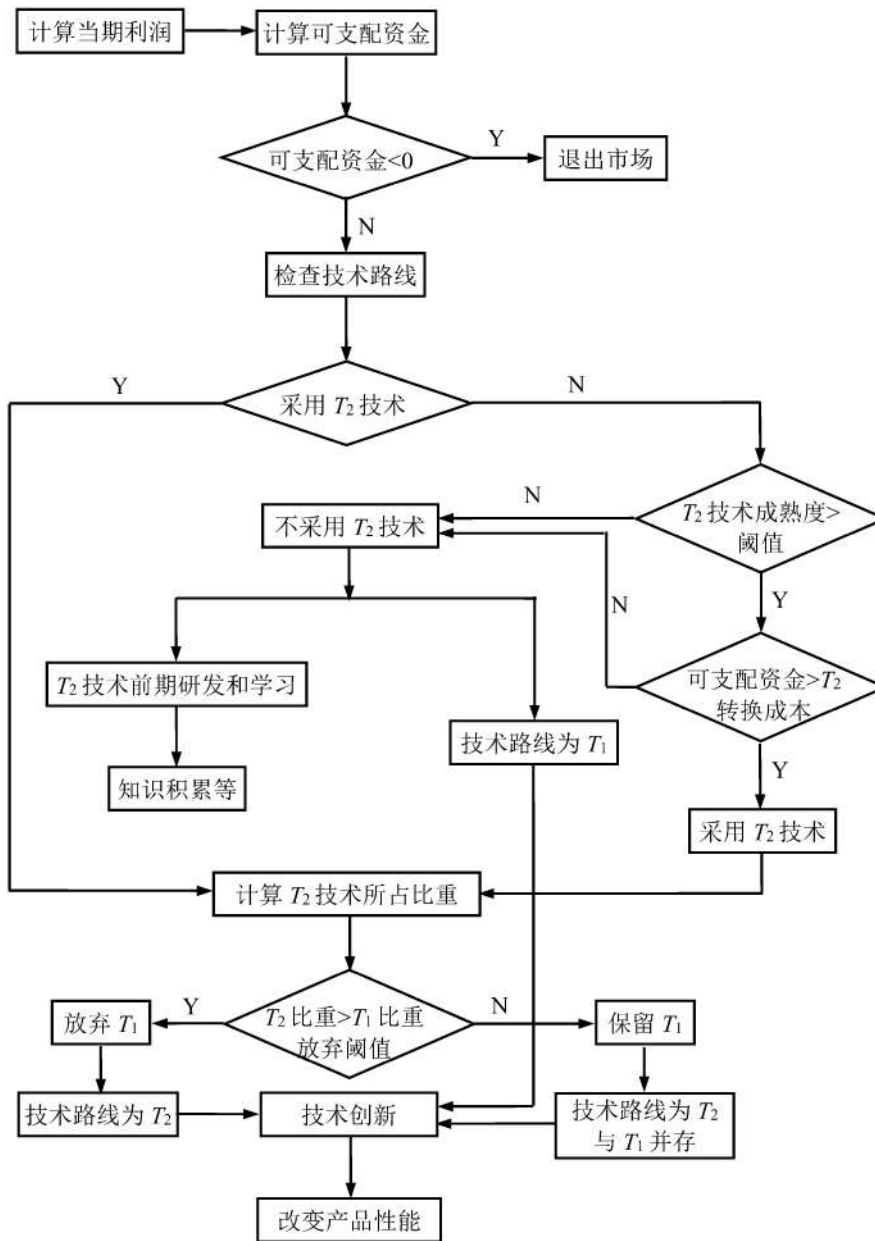 计算当期利润
计算可支配资金
可支配资金<0
Y
退出市场
N
检查技术路线
Y
采用 T₂ 技术
N
不采用 T₂ 技术
N
T₂ 技术成熟度>
阈值
Y
N
T₂ 技术前期研发和学习
可支配资金>T₂
转换成本
技术路线为 T₁
Y
知识积累等
采用 T₂ 技术
计算 T₂ 技术所占比重
放弃 T₁
Y
T₂ 比重>T₁ 比重
放弃阈值
N
保留 T₁
技术路线为 T₂
技术创新
技术路线为 T₂
与 T₁ 并存
改变产品性能